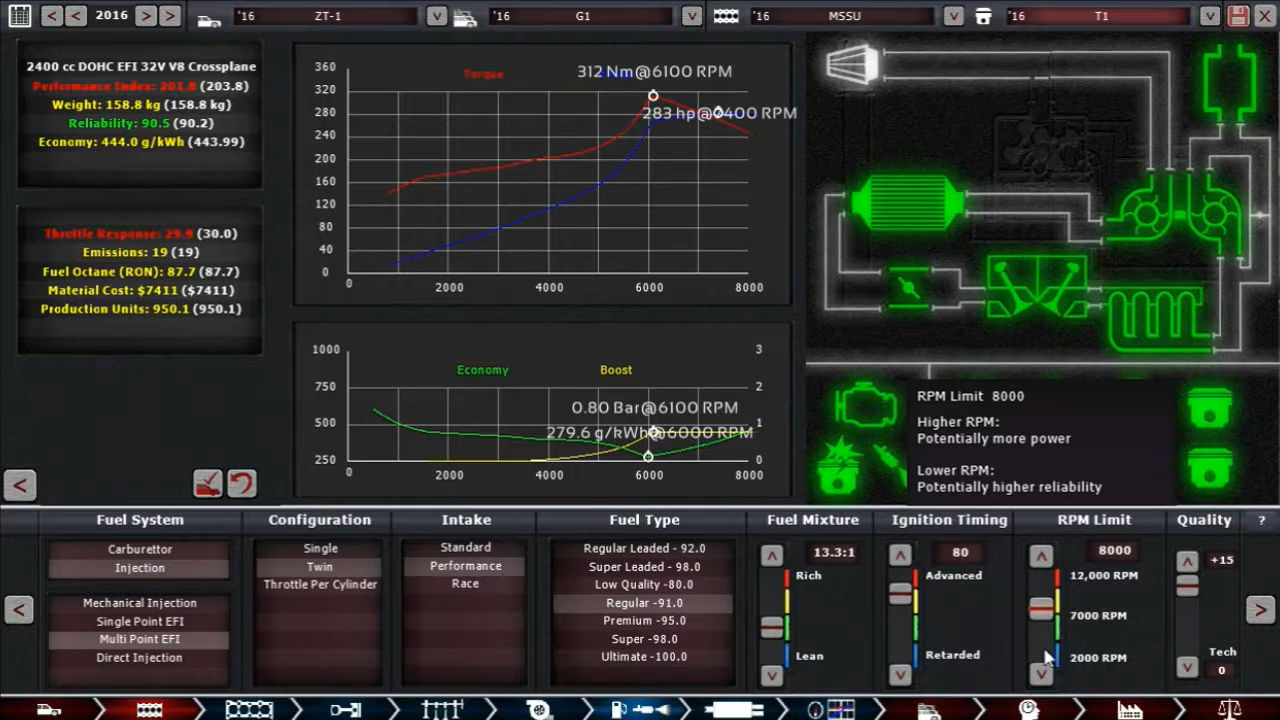 2016
'16 ZT-1
'16 G1
'16 MSSU
'16 T1
2400 cc DOHC EFI 32V V8 Crossplane
Performance Index: 201.8 (203.8)
Weight: 158.8 kg (158.8 kg)
Reliability: 90.5 (90.2)
Economy: 444.0 g/kWh (443.99)
Throttle Response: 29.9 (30.0)
Emissions: 19 (19)
Fuel Octane (RON): 87.7 (87.7)
Material Cost: $7411 ($7411)
Production Units: 950.1 (950.1)
360
320
280
240
200
160
120
80
40
0
0 2000 4000 6000 8000
Torque
312 Nm@6100 RPM
283 hp@7400 RPM
1000
750
500
250
3
2
1
0
0 2000 4000 6000 8000
Economy Boost
0.80 Bar@6100 RPM
279.6 g/kWh@6000 RPM
RPM Limit 8000
Higher RPM:
Potentially more power
Lower RPM:
Potentially higher reliability
Fuel System
Carburettor
Injection
Mechanical Injection
Single Point EFI
Multi Point EFI
Direct Injection
Configuration
Single
Twin
Throttle Per Cylinder
Intake
Standard
Performance
Race
Fuel Type
Regular Leaded - 92.0
Super Leaded - 98.0
Low Quality -80.0
Regular -91.0
Premium -95.0
Super -98.0
Ultimate -100.0
Fuel Mixture
13.3:1
Rich
Lean
Ignition Timing
80
Advanced
Retarded
RPM Limit
8000
12,000 RPM
7000 RPM
2000 RPM
Quality
+15
Tech
0
?